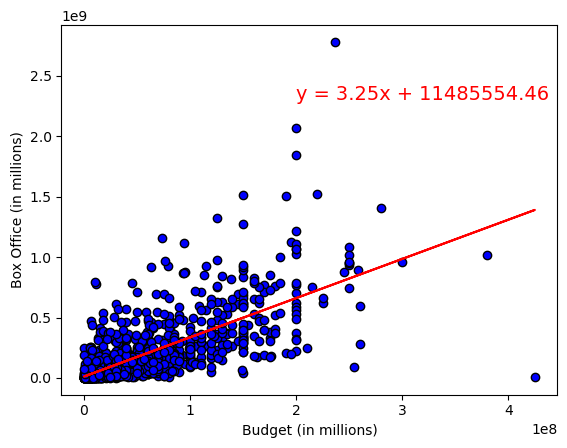 1e9
y = 3.25x + 11485554.46
Box Office (in millions)
2.5
2.0
1.5
1.0
0.5
0.0
0
1
2
3
4
1e8
Budget (in millions)